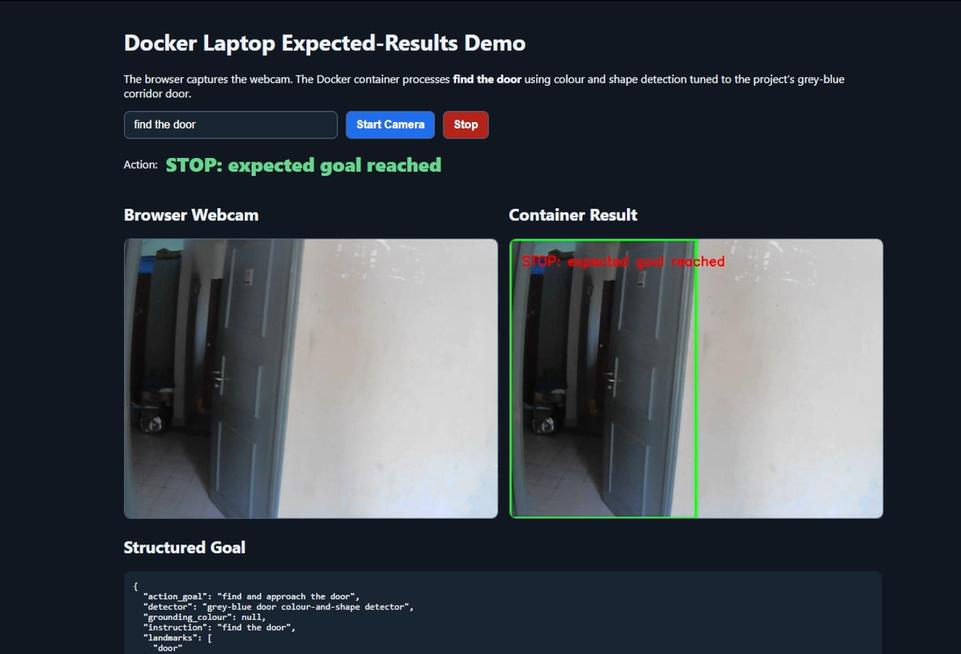 Docker Laptop Expected-Results Demo
The browser captures the webcam. The Docker container processes find the door using colour and shape detection tuned to the project's grey-blue
corridor door.
find the door
Start Camera
Stop
Action: STOP: expected goal reached
Browser Webcam
Container Result
STOP: expected goal reached
Structured Goal
{
"action_goal": "find and approach the door",
"detector": "grey-blue door colour-and-shape detector",
"grounding_colour": null,
"instruction": "find the door",
"landmarks": [
"door"